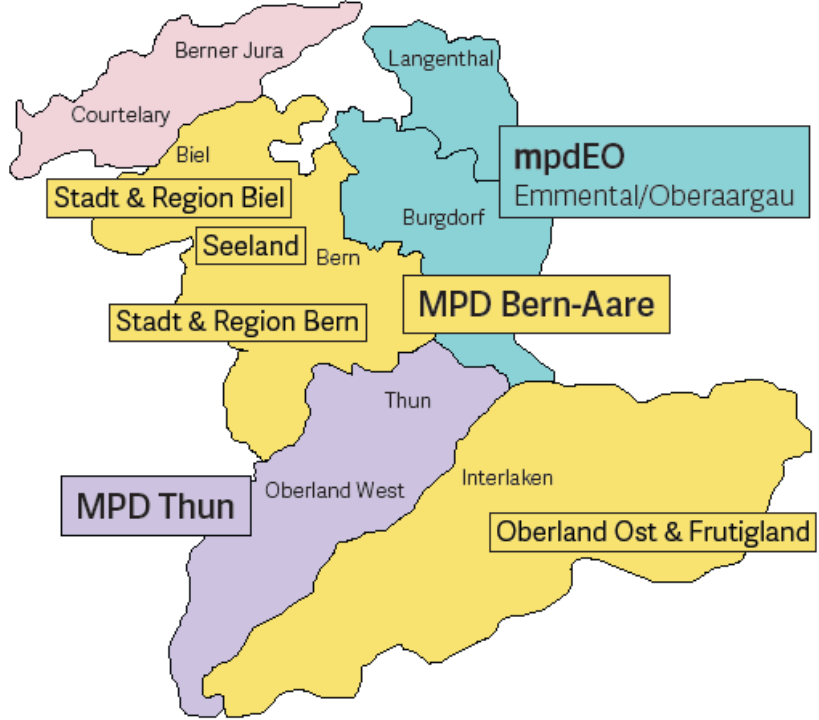 Berner Jura
Langenthal
Courtelary
Biel
mpdEO
Emmental/Oberaargau
Stadt & Region Biel
Burgdorf
Seeland
Bern
MPD Bern-Aare
Stadt & Region Bern
Thun
Interlaken
Oberland West
MPD Thun
Oberland Ost & Frutigland